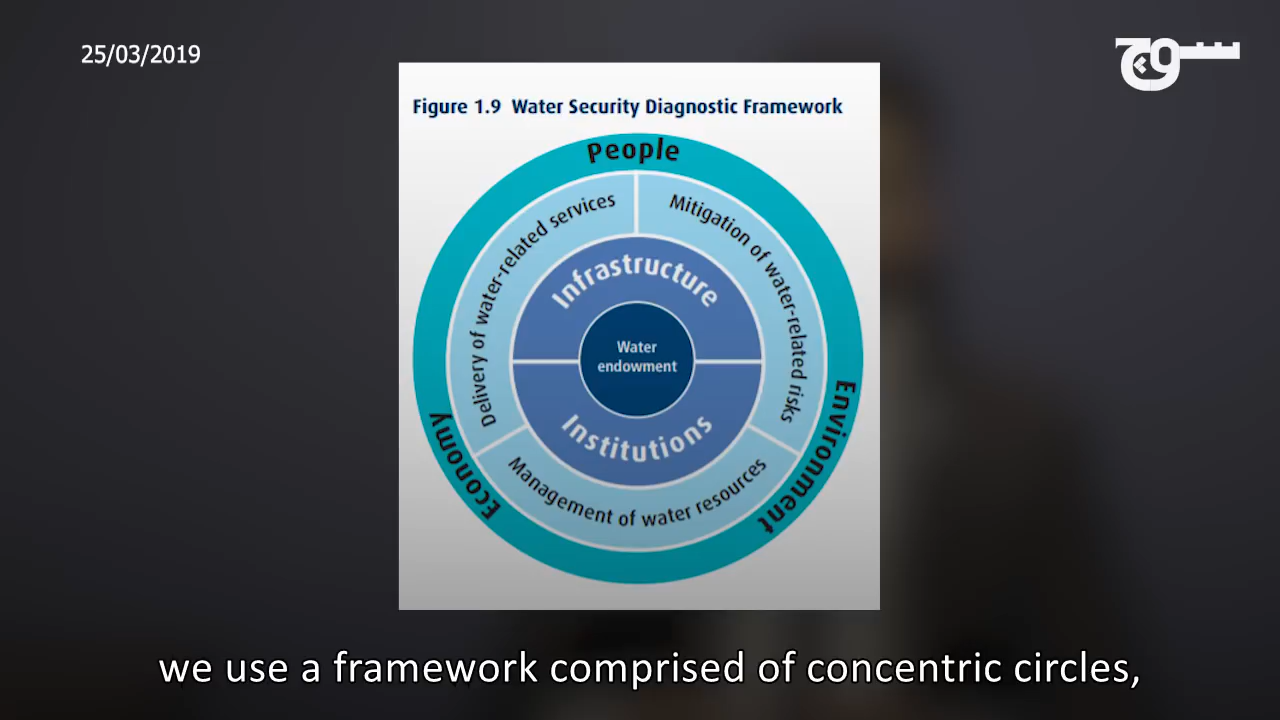 25/03/2019
Figure 1.9 Water Security Diagnostic Framework
People
Delivery of water-related services
Mitigation of water-related risks
Infrastructure
Water
endowment
Institutions
Management of water resources
Economy
Environment
we use a framework comprised of concentric circles,